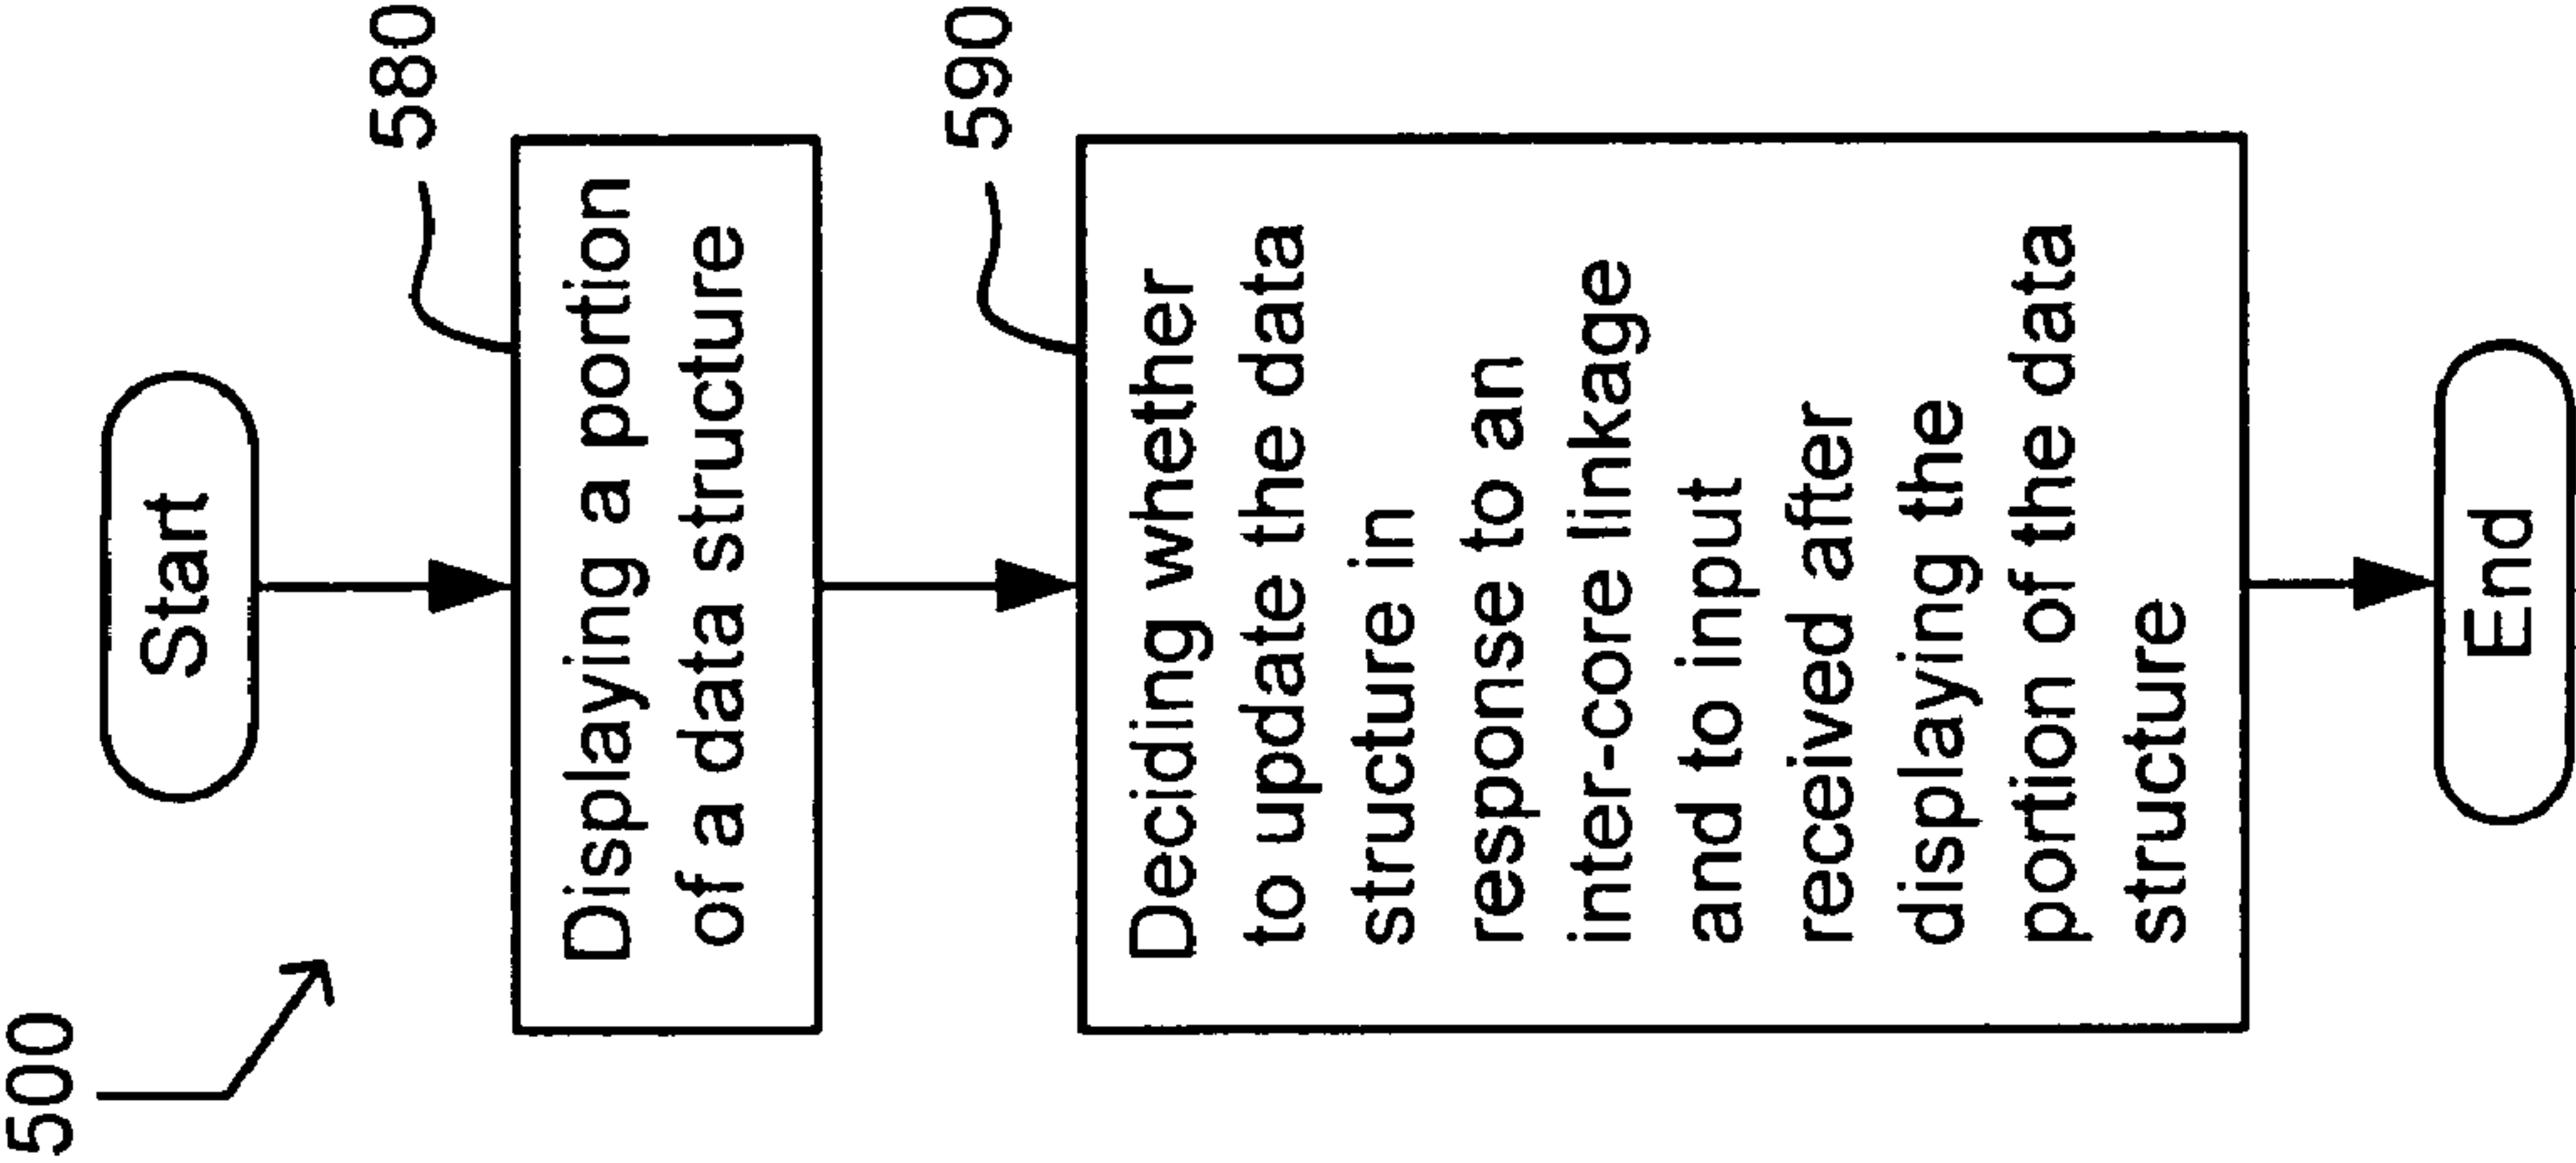 500
Start
580
Displaying a portion
of a data structure
590
Deciding whether
to update the data
structure in
response to an
inter-core linkage
and to input
received after
displaying the
portion of the data
structure
End